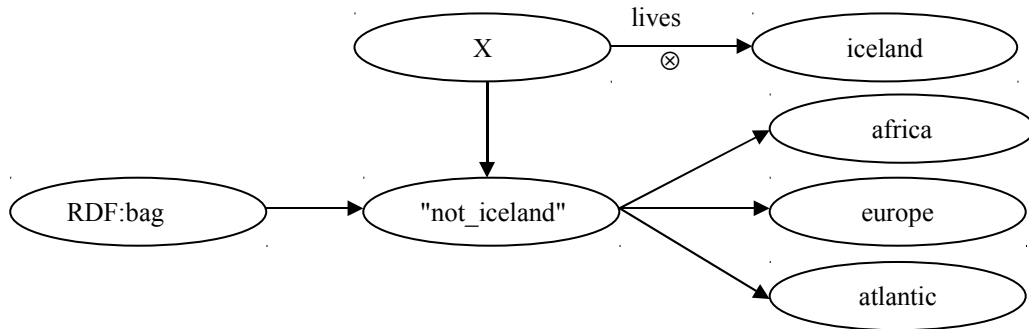 lives
X
⊗
iceland
africa
RDF:bag
"not_iceland"
europe
atlantic